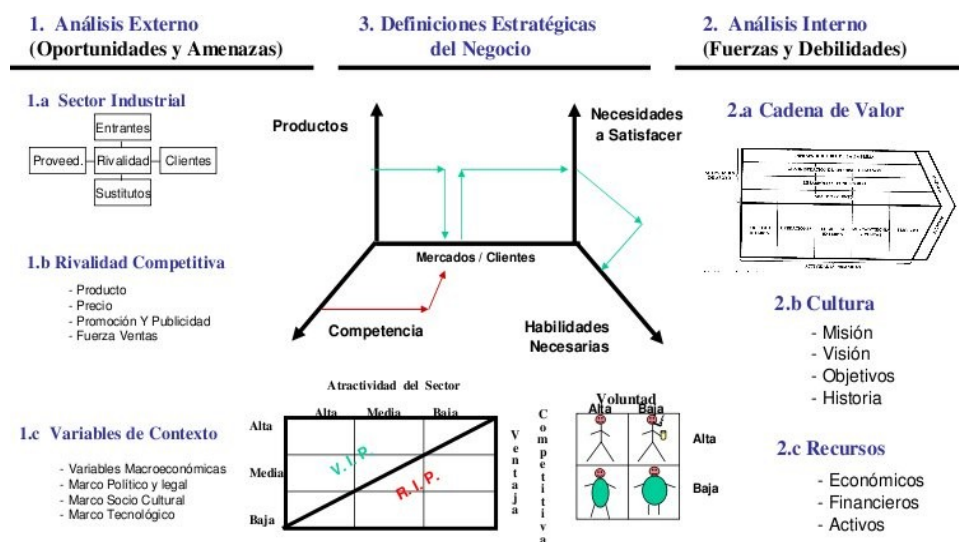 1. Análisis Externo
(Oportunidades y Amenazas)
1.a Sector Industrial
Entrantes
Proveed. Rivalidad Clientes
Sustitutos
1.b Rivalidad Competitiva
- Producto
- Precio
- Promoción Y Publicidad
- Fuerza Ventas
1.c Variables de Contexto
- Variables Macroeconómicas
- Marco Político y legal
- Marco Socio Cultural
- Marco Tecnológico
3. Definiciones Estratégicas
del Negocio
Productos
Necesidades
a Satisfacer
Mercados / Clientes
Competencia
Habilidades
Necesarias
Atractividad del Sector
Alta Media Baja
Alta
Media
Baja
V.I.P
R.I.P.
Ventaja
Competitiva
Voluntad
Alta Baja
Alta
Baja
2. Análisis Interno
(Fuerzas y Debilidades)
2.a Cadena de Valor
2.b Cultura
- Misión
- Visión
- Objetivos
- Historia
2.c Recursos
- Económicos
- Financieros
- Activos